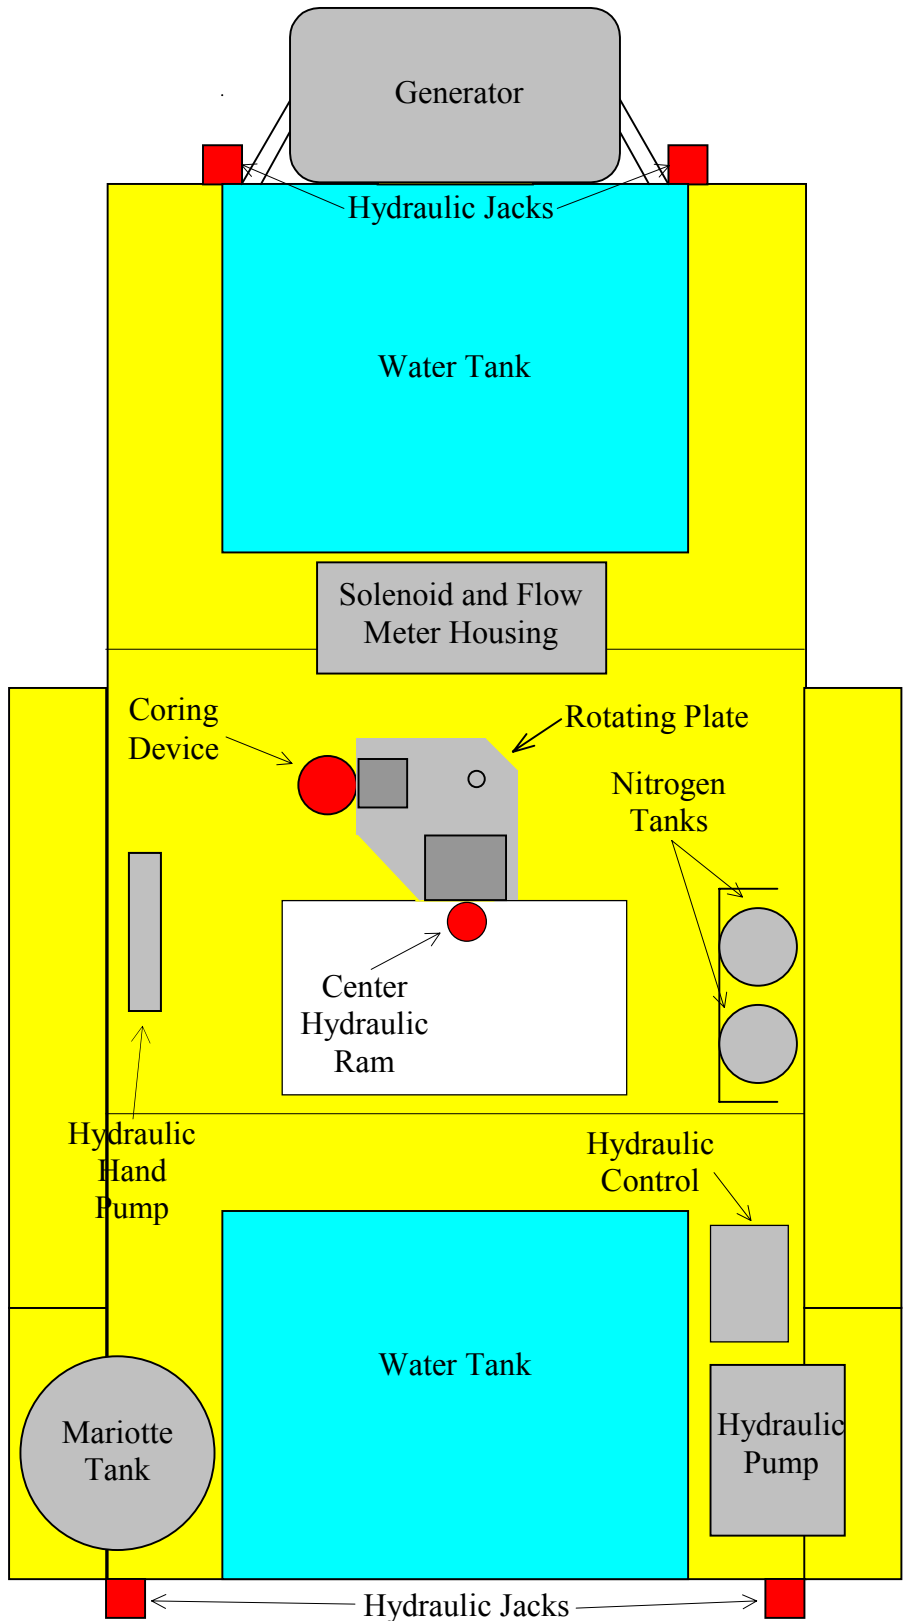 Generator
Hydraulic Jacks
Water Tank
Solenoid and Flow
Meter Housing
Coring
Device
Rotating Plate
Nitrogen
Tanks
Center
Hydraulic
Ram
Hydraulic
Hand
Pump
Hydraulic
Control
Water Tank
Mariotte
Tank
Hydraulic
Pump
Hydraulic Jacks